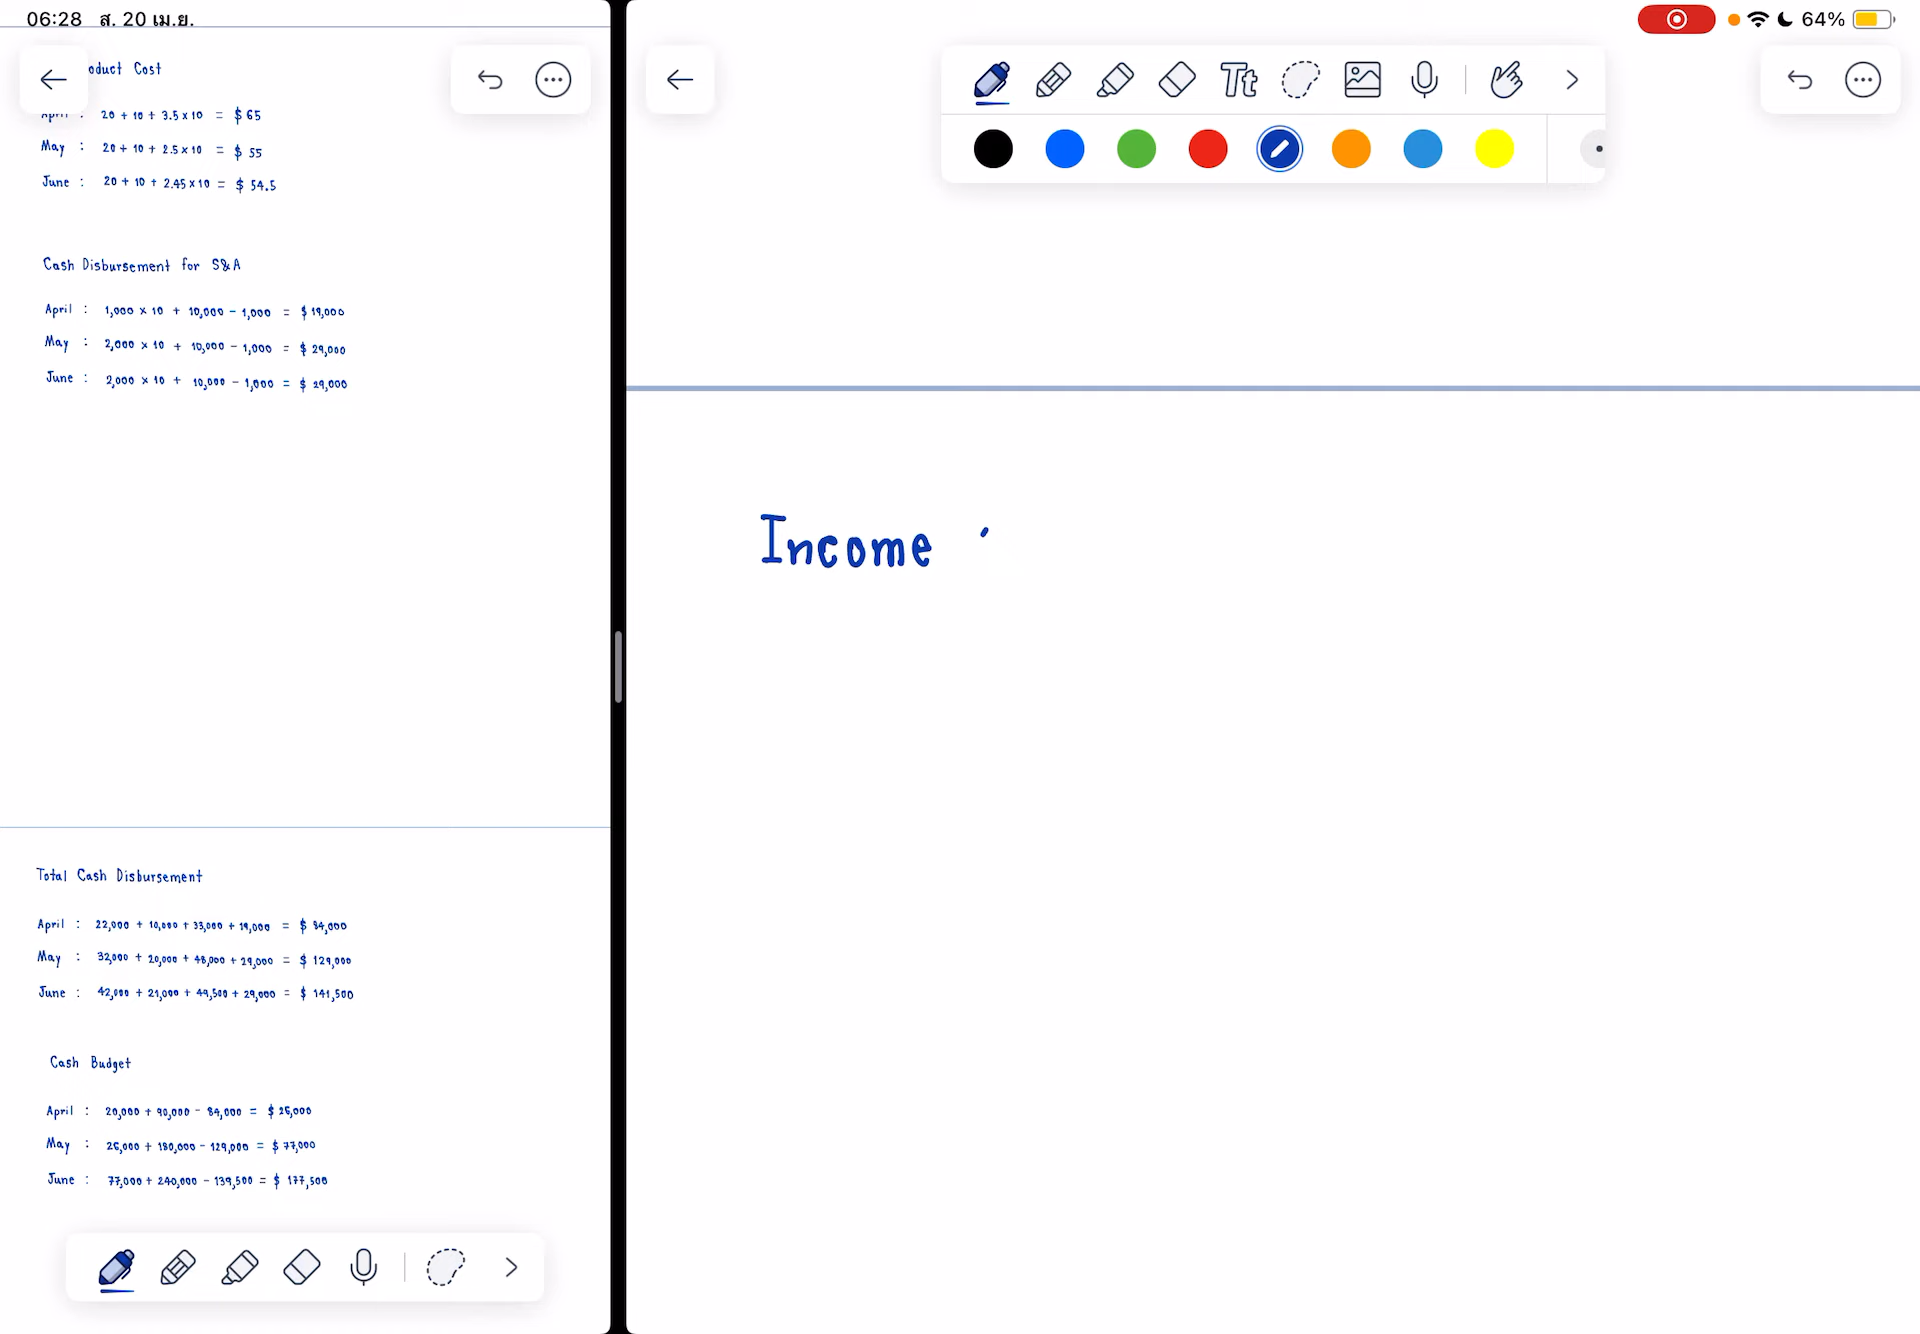 06:28 ส. 20 เม.ย.
64%
oduct Cost
April : 20 + 10 + 3.5 x 10 = $ 65
May : 20 + 10 + 2.5 x 10 = $ 55
June : 20 + 10 + 2.45 x 10 = $ 54.5
Cash Disbursement for S&A
April : 1,000 x 10 + 10,000 - 1,000 = $ 19,000
May : 2,000 x 10 + 10,000 - 1,000 = $ 29,000
June : 2,000 x 10 + 10,000 - 1,000 = $ 29,000
Total Cash Disbursement
April : 22,000 + 10,000 + 33,000 + 19,000 = $ 84,000
May : 32,000 + 20,000 + 48,000 + 29,000 = $ 129,000
June : 42,000 + 21,000 + 49,500 + 29,000 = $ 141,500
Cash Budget
April : 20,000 + 90,000 - 84,000 = $ 26,000
May : 26,000 + 180,000 - 129,000 = $ 77,000
June : 77,000 + 240,000 - 139,500 = $ 177,500
Tt
Income